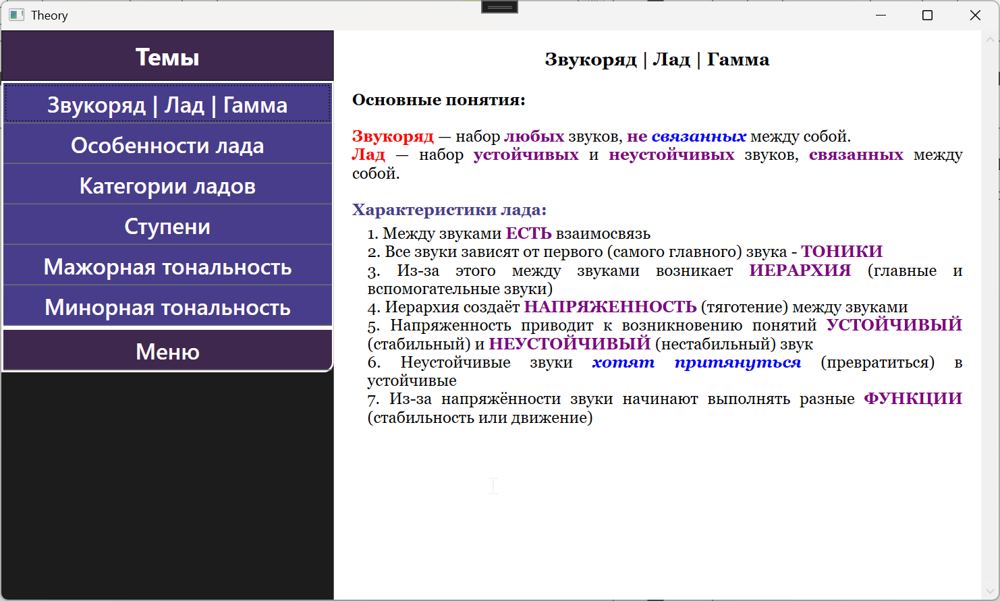 Theory
Темы
Звукоряд | Лад | Гамма
Особенности лада
Категории ладов
Ступени
Мажорная тональность
Минорная тональность
Меню
Звукоряд | Лад | Гамма
Основные понятия:
Звукоряд — набор любых звуков, не связанных между собой.
Лад — набор устойчивых и неустойчивых звуков, связанных между
собой.
Характеристики лада:
1. Между звуками ЕСТЬ взаимосвязь
2. Все звуки зависят от первого (самого главного) звука - ТОНИКИ
3. Из-за этого между звуками возникает ИЕРАРХИЯ (главные и
вспомогательные звуки)
4. Иерархия создаёт НАПРЯЖЕННОСТЬ (тяготение) между звуками
5. Напряженность приводит к возникновению понятий УСТОЙЧИВЫЙ
(стабильный) и НЕУСТОЙЧИВЫЙ (нестабильный) звук
6. Неустойчивые звуки хотят притянуться (превратиться) в
устойчивые
7. Из-за напряжённости звуки начинают выполнять разные ФУНКЦИИ
(стабильность или движение)